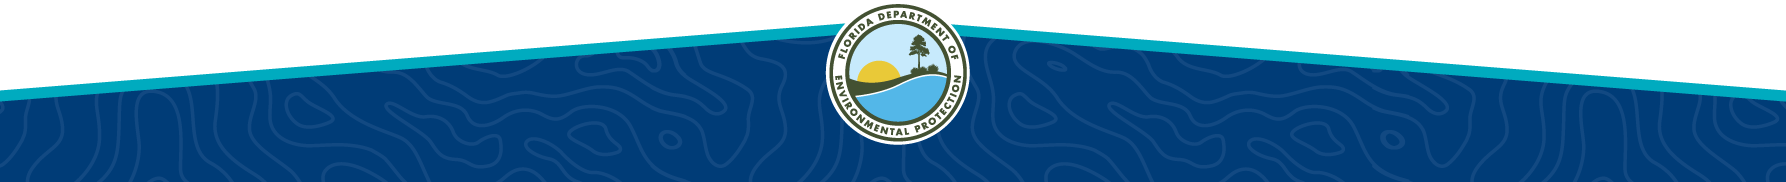 FLORIDA DEPARTMENT OF
ENVIRONMENTAL PROTECTION